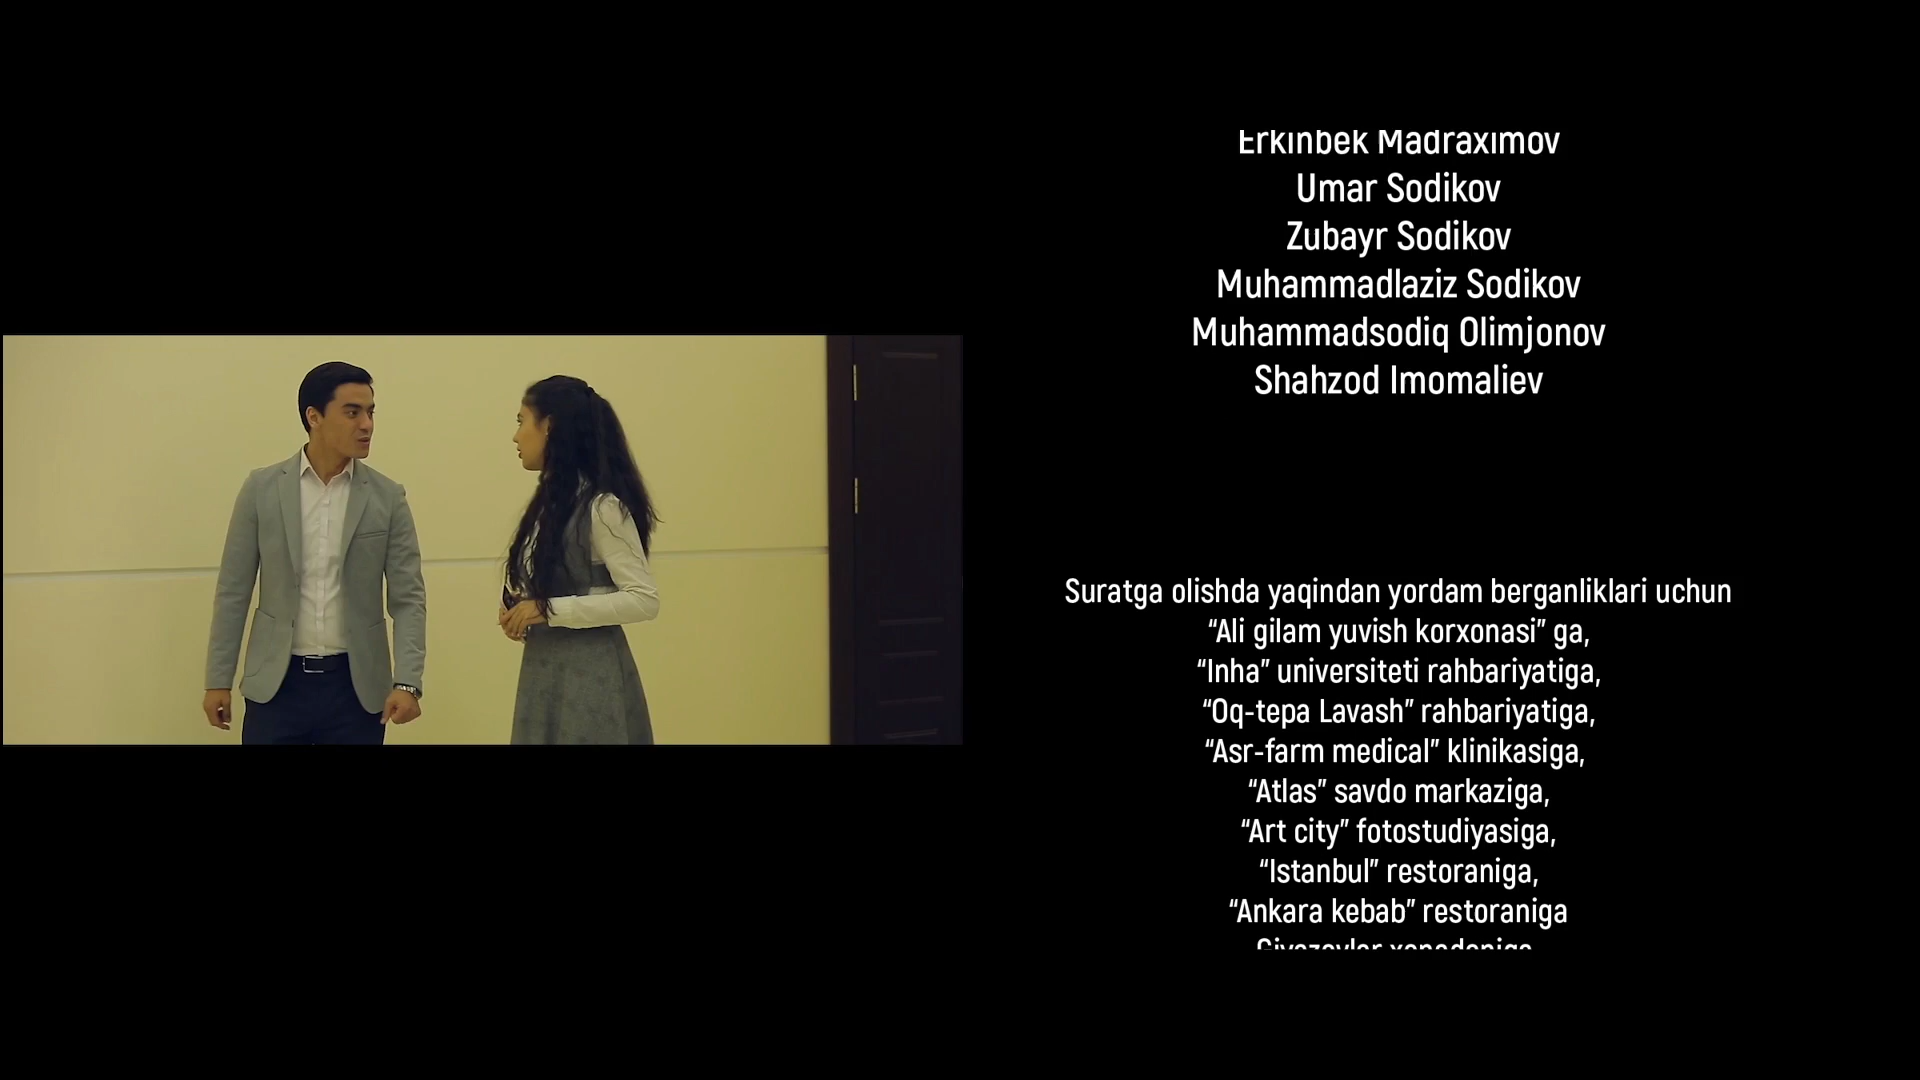 Erkinbek Madraximov
Umar Sodikov
Zubayr Sodikov
Muhammadlaziz Sodikov
Muhammadsodiq Olimjonov
Shahzod Imomaliev
Suratga olishda yaqindan yordam berganliklari uchun
“Ali gilam yuvish korxonasi” ga,
“Inha” universiteti rahbariyatiga,
“Oq-tepa Lavash” rahbariyatiga,
“Asr-farm medical” klinikasiga,
“Atlas” savdo markaziga,
“Art city” fotostudiyasiga,
“Istanbul” restoraniga,
“Ankara kebab” restoraniga